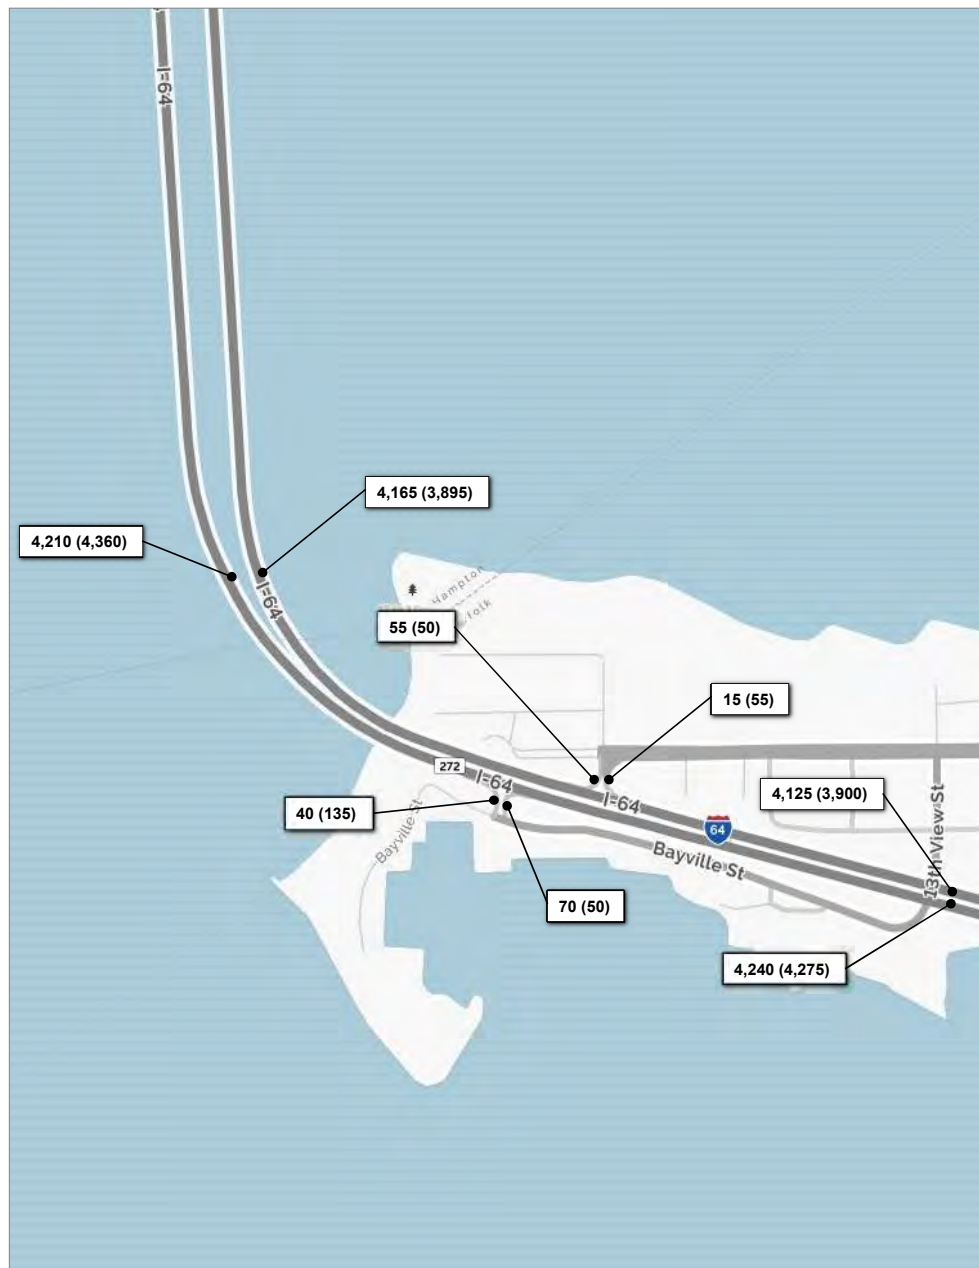 I-64
4,165 (3,895)
4,210 (4,360)
I-64
Hampton
folk
55 (50)
15 (55)
272
I-64
I-64
4,125 (3,900)
40 (135)
64
Bayville St
Bayville St
13th View St
70 (50)
4,240 (4,275)